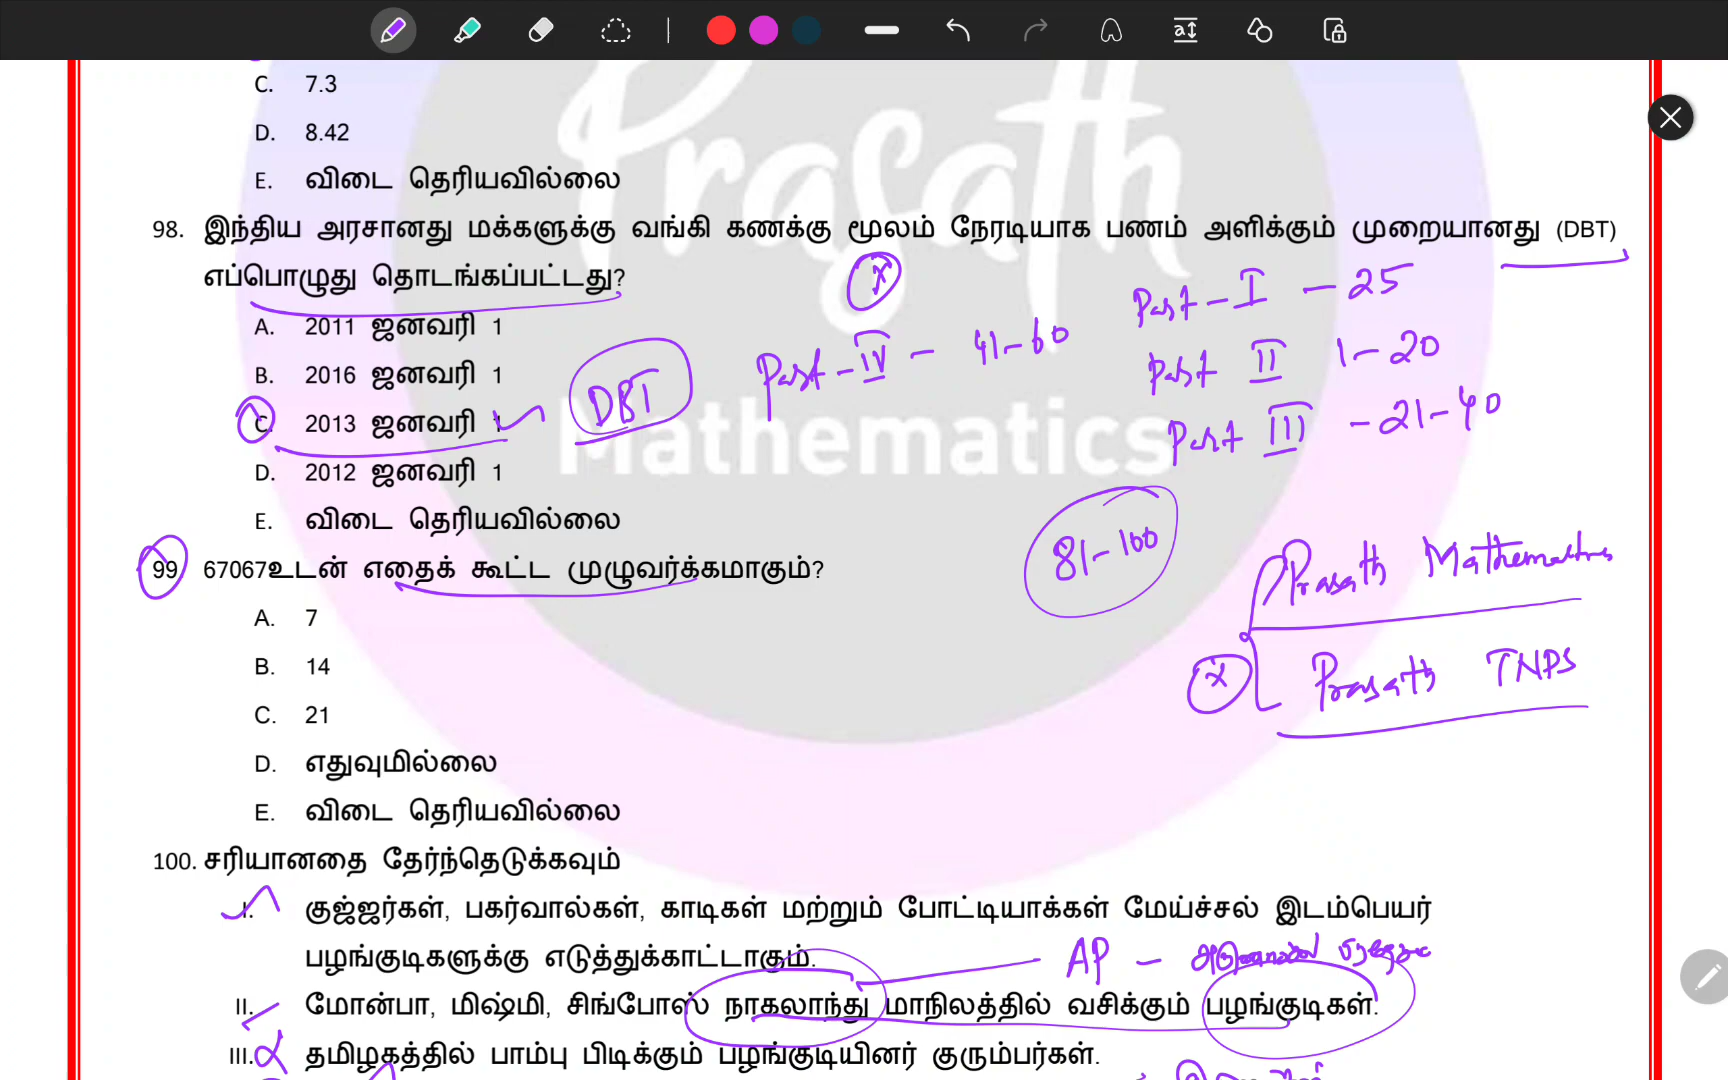 C. 7.3
D. 8.42
E. விடை தெரியவில்லை
98. இந்திய அரசானது மக்களுக்கு வங்கி கணக்கு மூலம் நேரடியாக பணம் அளிக்கும் முறையானது (DBT)
எப்பொழுது தொடங்கப்பட்டது?
Part - I - 25
A. 2011 ஜனவரி 1
Part - IV - 41-60
Part II 1-20
B. 2016 ஜனவரி 1
DBT
C. 2013 ஜனவரி 1
Part III - 21-40
Prasath
Mathematics
D. 2012 ஜனவரி 1
E. விடை தெரியவில்லை
81-100
99 67067உடன் எதைக் கூட்ட முழுவர்க்கமாகும்?
Prasath Mathematics
A. 7
B. 14
Prasath TNPS
C. 21
D. எதுவுமில்லை
E. விடை தெரியவில்லை
100. சரியானதை தேர்ந்தெடுக்கவும்
I. குஜ்ஜர்கள், பகர்வால்கள், காடிகள் மற்றும் போட்டியாக்கள் மேய்ச்சல் இடம்பெயர்
பழங்குடிகளுக்கு எடுத்துக்காட்டாகும்.
AP -
II. மோன்பா, மிஷ்மி, சிங்போஸ் நாகலாந்து மாநிலத்தில் வசிக்கும் பழங்குடிகள்.
III. தமிழகத்தில் பாம்பு பிடிக்கும் பழங்குடியினர் குரும்பர்கள்.